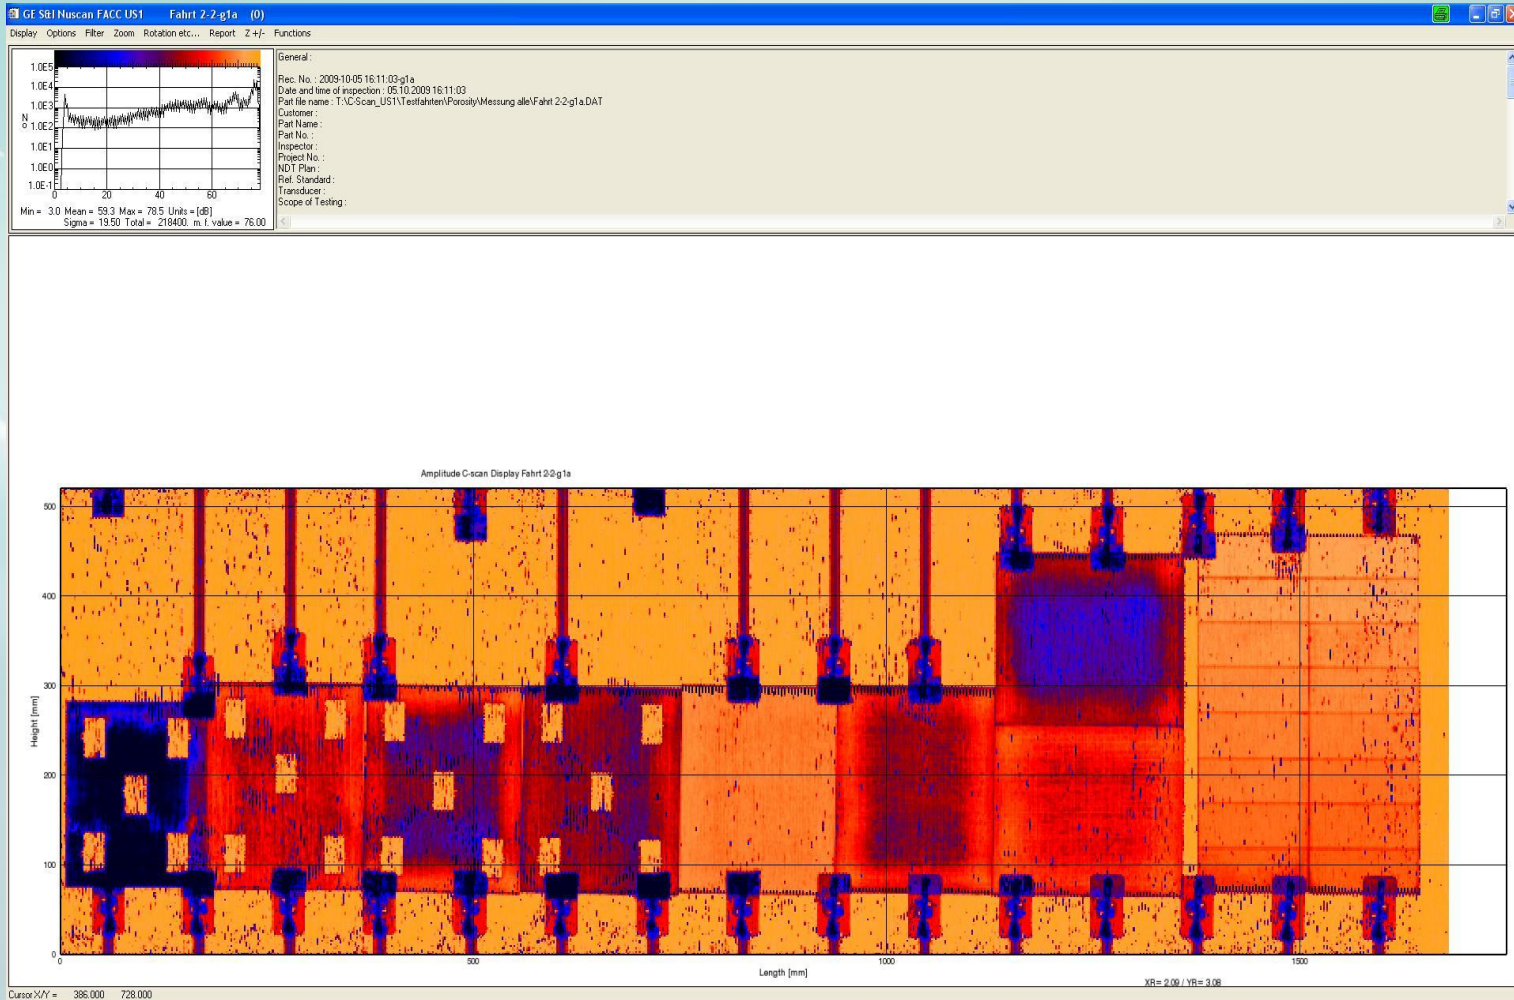 GE S&I Nuscan FACC US1 Fahrt 2-2-g1a (0)
Display Options Filter Zoom Rotation etc... Report Z +/- Functions
1.0E5
1.0E4
1.0E3
1.0E2
1.0E1
1.0E0
1.0E-1
No
0 20 40 60
Min = 3.0 Mean = 59.3 Max = 78.5 Units = [dB]
Sigma = 19.50 Total = 218400. m. f. value = 76.00
General :
Rec. No. : 2009-10-05 16:11:03-g1a
Date and time of inspection : 05.10.2009 16:11:03
Part file name : T:\C-Scan_US1\Testfahrten\Porosity\Messung alle\Fahrt 2-2-g1a.DAT
Customer :
Part Name :
Part No. :
Inspector :
Project No. :
NDT Plan :
Ref. Standard :
Transducer :
Scope of Testing :
Amplitude C-scan Display Fahrt 2-2-g1a
500
400
300
200
100
0
Height [mm]
0 500 1000 1500
Length [mm]
XR= 2.09 / YR= 3.08
Cursor X/Y = 386.000 728.000